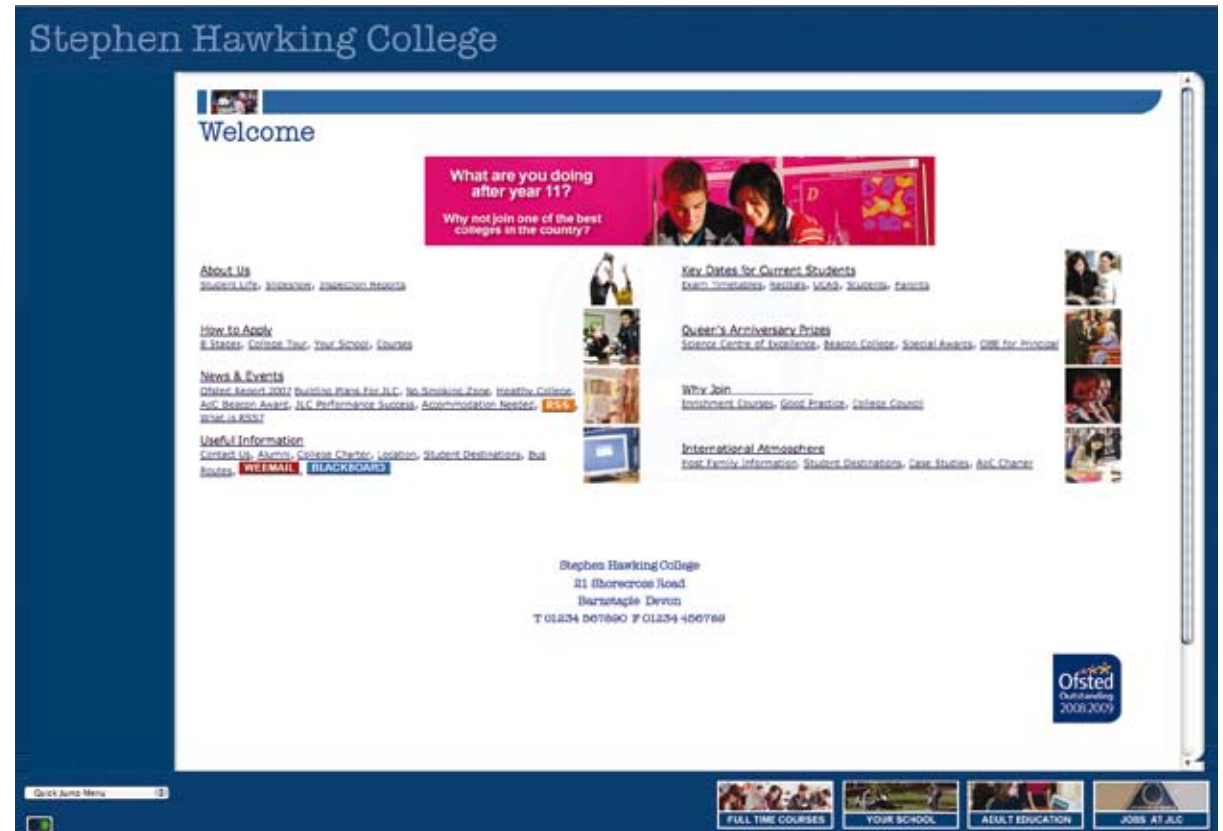 Stephen Hawking College
Welcome
What are you doing
after year 11?
Why not join one of the best
colleges in the country?
About Us
Student Life, Slideshow, Inspection Reports
How to Apply
8 Stages, College Tour, Your School, Courses
News & Events
Ofsted Report 2007 Building Plans For JLC, No Smoking Zone, Healthy College,
AoC Beacon Award, JLC Performance Success, Accommodation Needed, RSS,
What is RSS?
Useful Information
Contact Us, Alumni, College Charter, Location, Student Destinations, Bus
Routes, WEBMAIL, BLACKBOARD
Key Dates for Current Students
Exam Timetables, Recitals, UCAS, Students, Parents
Queen's Anniversary Prizes
Science Centre of Excellence, Beacon College, Special Awards, OBE for Principal
Why Join
Enrichment Courses, Good Practice, College Council
International Atmosphere
Host Family Information, Student Destinations, Case Studies, AoC Charter
D
Stephen Hawking College
21 Shorecross Road
Barnstaple Devon
T 01234 567890 F 01234 456789
Ofsted
Outstanding
2008 2009
Quick Jump Menu
FULL TIME COURSES
YOUR SCHOOL
ADULT EDUCATION
JOBS AT JLC